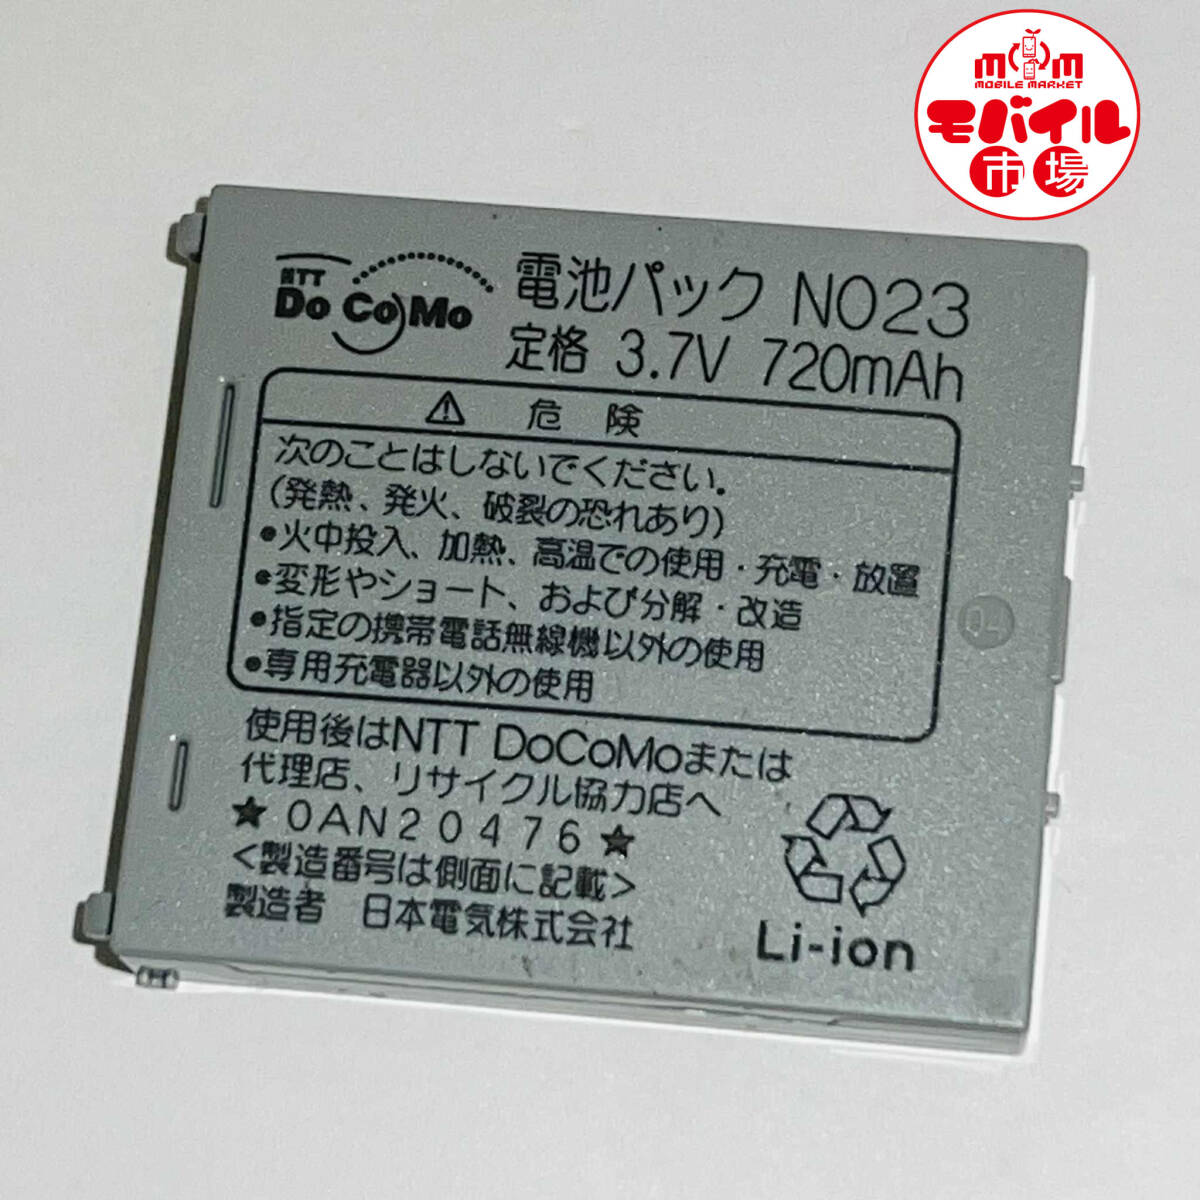 mm
MOBILE MARKET
モバイル
市場
NTT
DoCoMo
電池パック N023
定格 3.7V 720mAh
⚠ 危険
次のことはしないでください.
(発熱、発火、破裂の恐れあり)
•火中投入、加熱、高温での使用・充電・放置
•変形やショート、および分解・改造
•指定の携帯電話無線機以外の使用
•専用充電器以外の使用
使用後はNTT DoCoMoまたは
代理店、リサイクル協力店へ
★0AN20476★
<製造番号は側面に記載>
製造者 日本電気株式会社
Li-ion